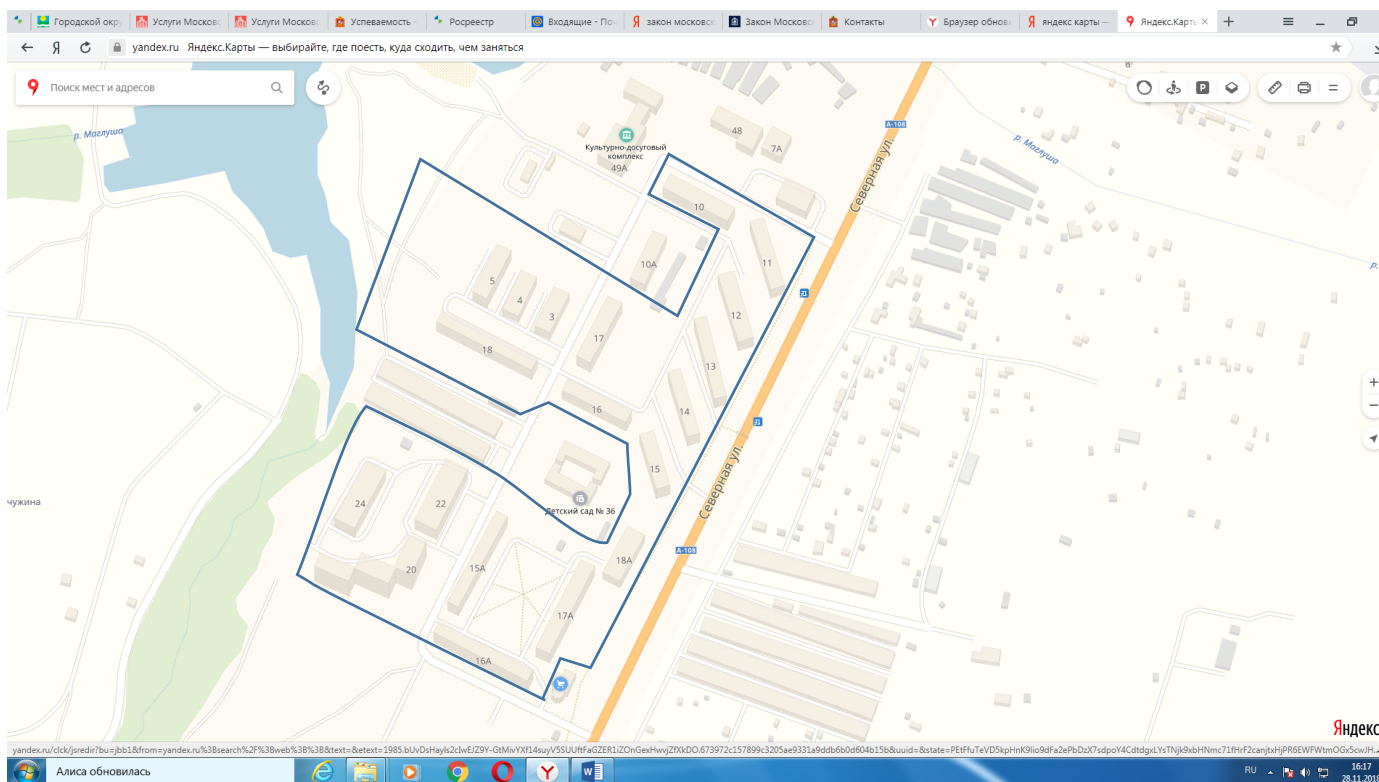 Городской окру
Услуги Московс
Услуги Московс
Успеваемость -
Росреестр
Входящие - Поч
закон московск
Закон Московс
Контакты
Браузер обнов
яндекс карты —
Яндекс.Карты
yandex.ru Яндекс.Карты — выбирайте, где поесть, куда сходить, чем заняться
Поиск мест и адресов
р. Маглуша
Культурно-досуговый
комплекс
49А
48
7А
А-108
Северная ул.
р. Маглуша
10
10А
11
5
4
3
12
17
18
13
16
14
15
24
22
Детский сад № 36
Северная ул.
чужина
А-108
20
15А
18А
17А
16А
р.
Яндекс
Алиса обновилась
RU
16:17
28.11.2018